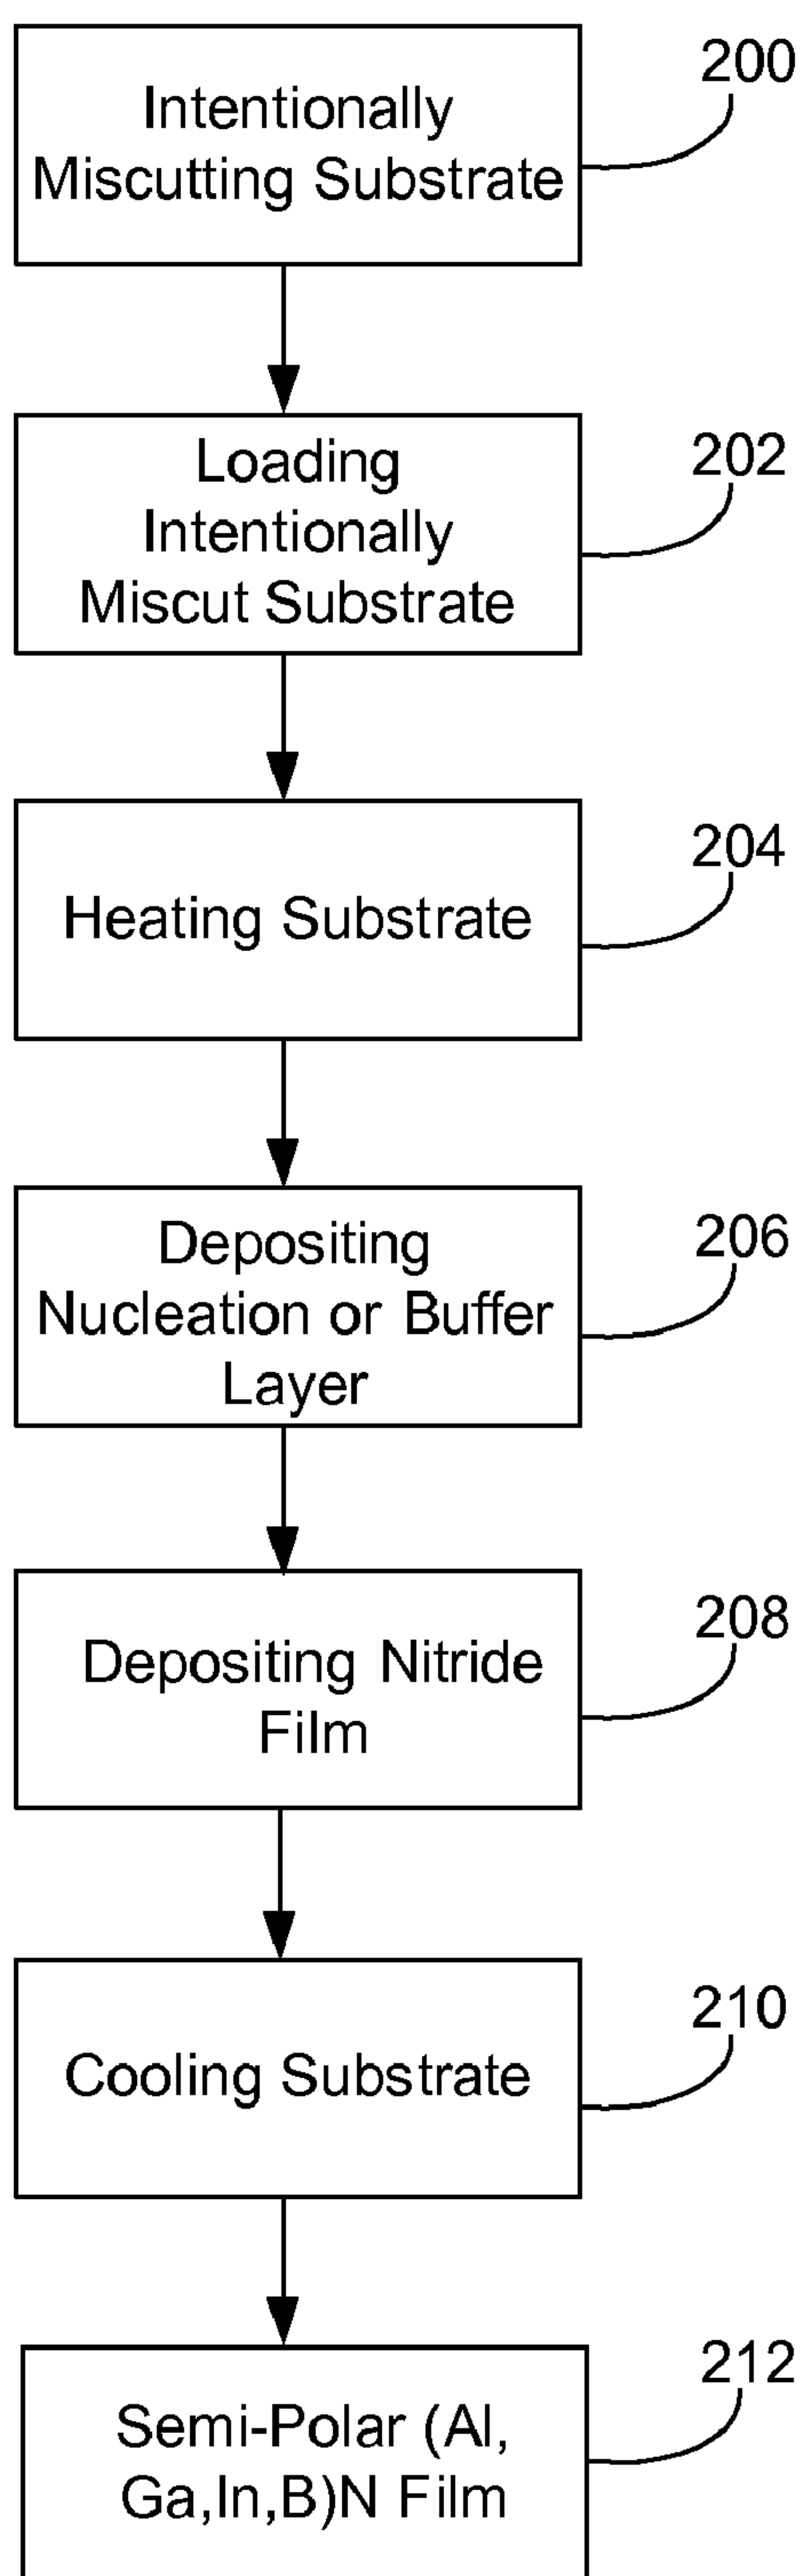 Intentionally
Miscutting Substrate
200
Loading
Intentionally
Miscut Substrate
202
Heating Substrate
204
Depositing
Nucleation or Buffer
Layer
206
Depositing Nitride
Film
208
Cooling Substrate
210
Semi-Polar (Al,
Ga,In,B)N Film
212